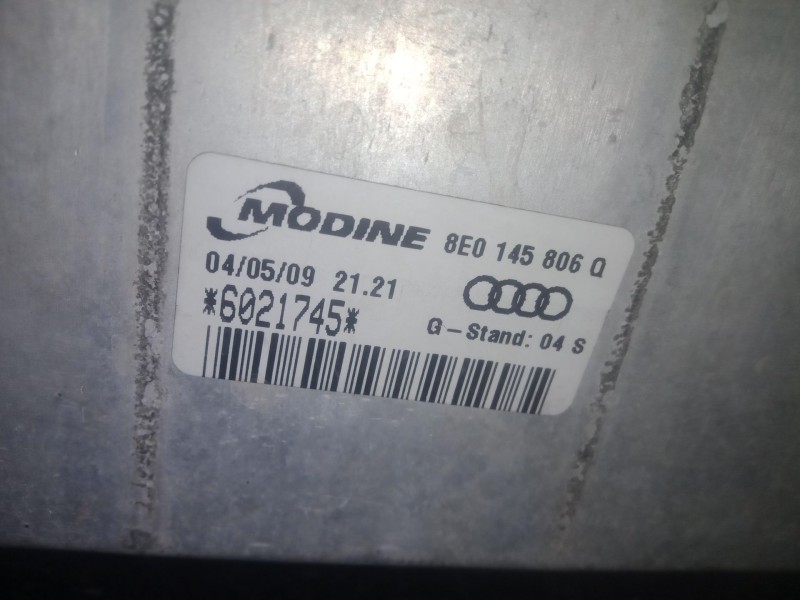 MODINE 8E0 145 806 Q
04/05/09 21.21
*6021745*
G-Stand: 04 S